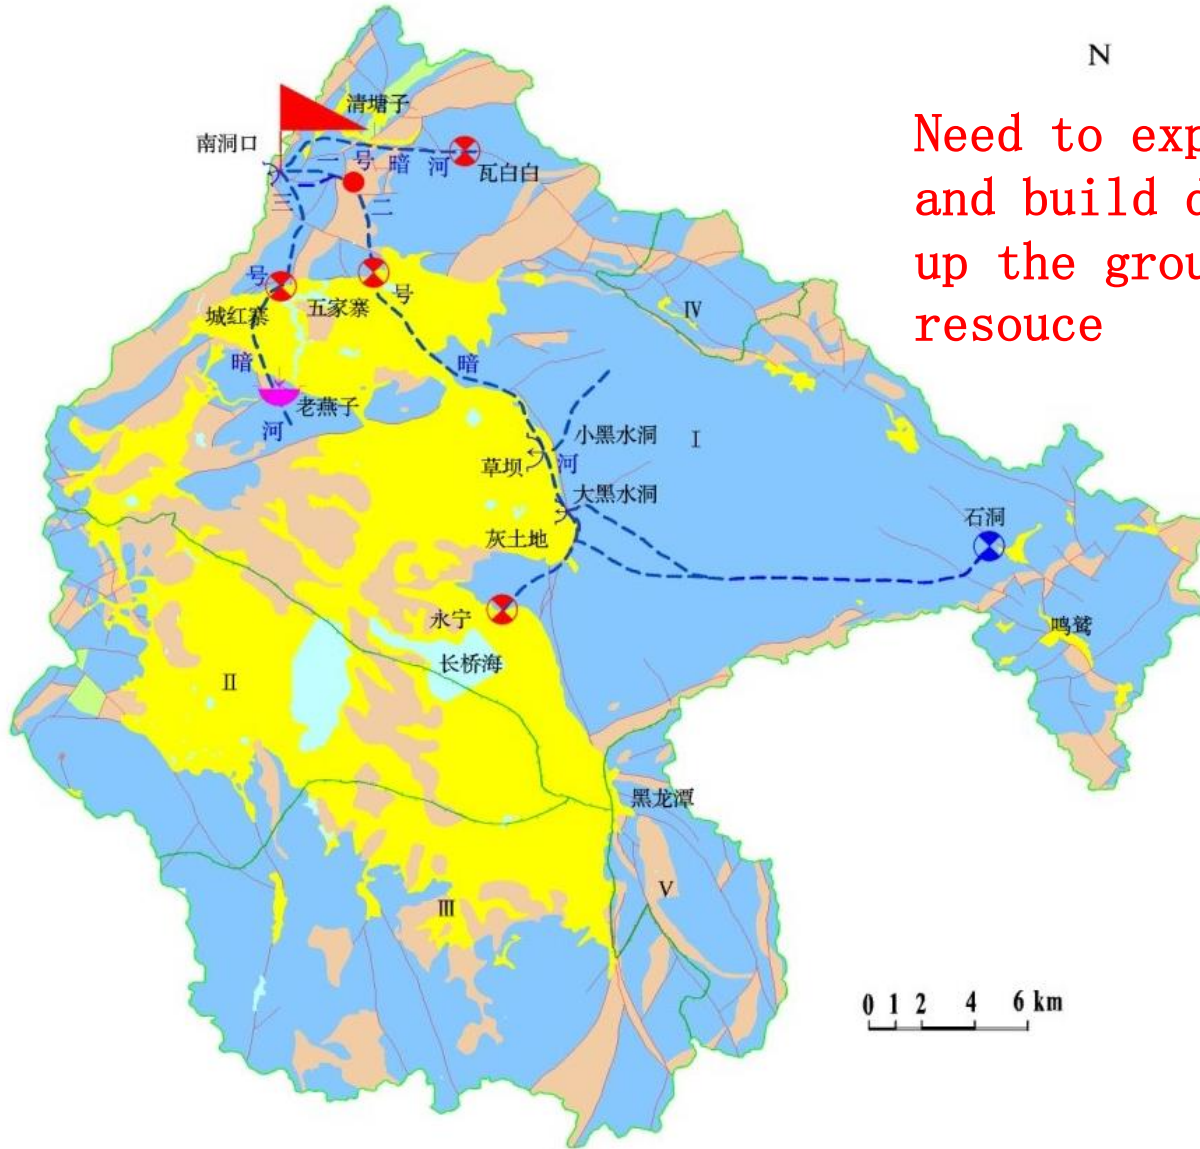 N
Need to exp
and build d
up the grou
resouce
清塘子
南洞口
一号暗河
瓦白白
二号暗河
三号暗河
城红寨
五家寨
老燕子
小黑水洞
草坝
大黑水洞
灰土地
石洞
永宁
长桥海
鸣鹫
黑龙潭
Ⅰ
Ⅱ
Ⅲ
Ⅳ
Ⅴ
0 1 2 4 6 km